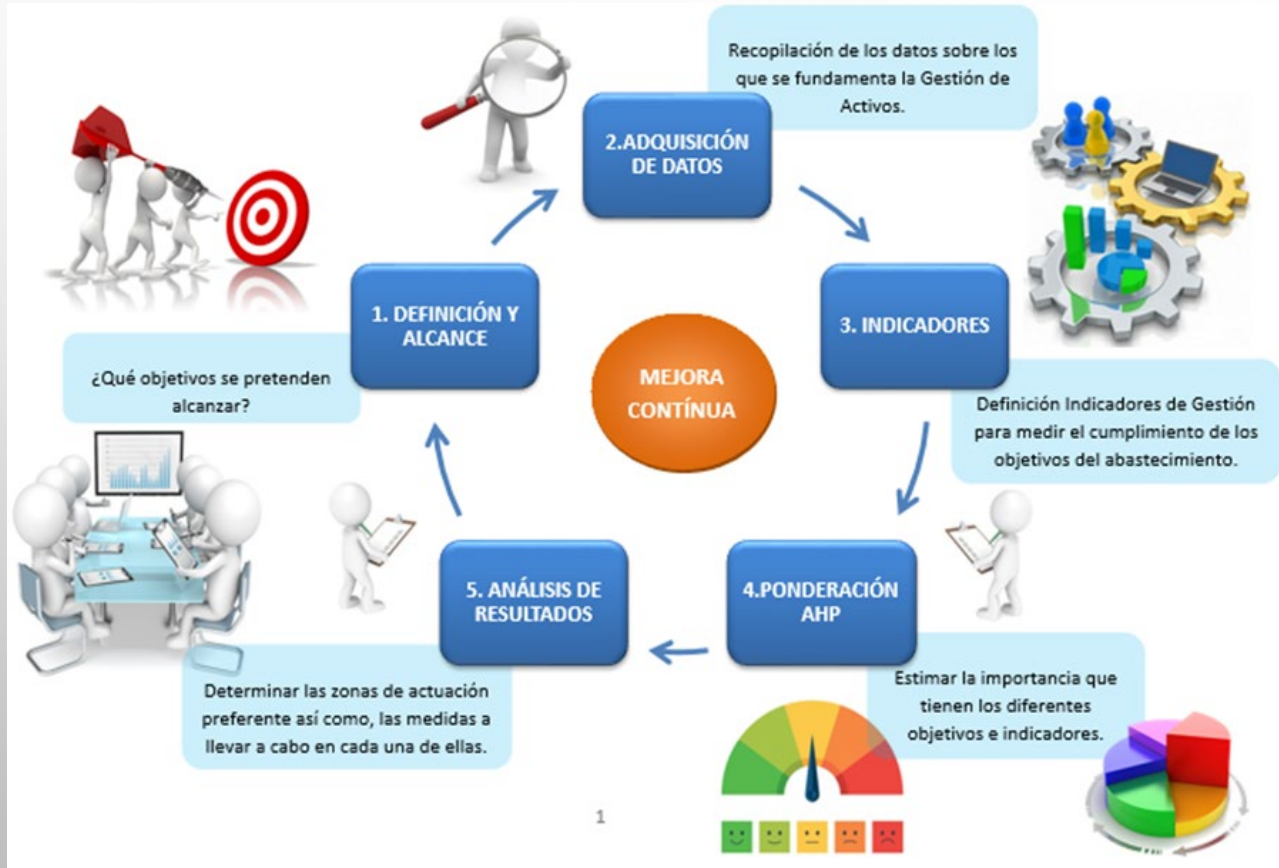 Recopilación de los datos sobre los
que se fundamenta la Gestión de
Activos.
2.ADQUISICIÓN
DE DATOS
1. DEFINICIÓN Y
ALCANCE
3. INDICADORES
MEJORA
CONTÍNUA
¿Qué objetivos se pretenden
alcanzar?
Definición Indicadores de Gestión
para medir el cumplimiento de los
objetivos del abastecimiento.
5. ANÁLISIS DE
RESULTADOS
4.PONDERACIÓN
AHP
Determinar las zonas de actuación
preferente así como, las medidas a
llevar a cabo en cada una de ellas.
Estimar la importancia que
tienen los diferentes
objetivos e indicadores.
1